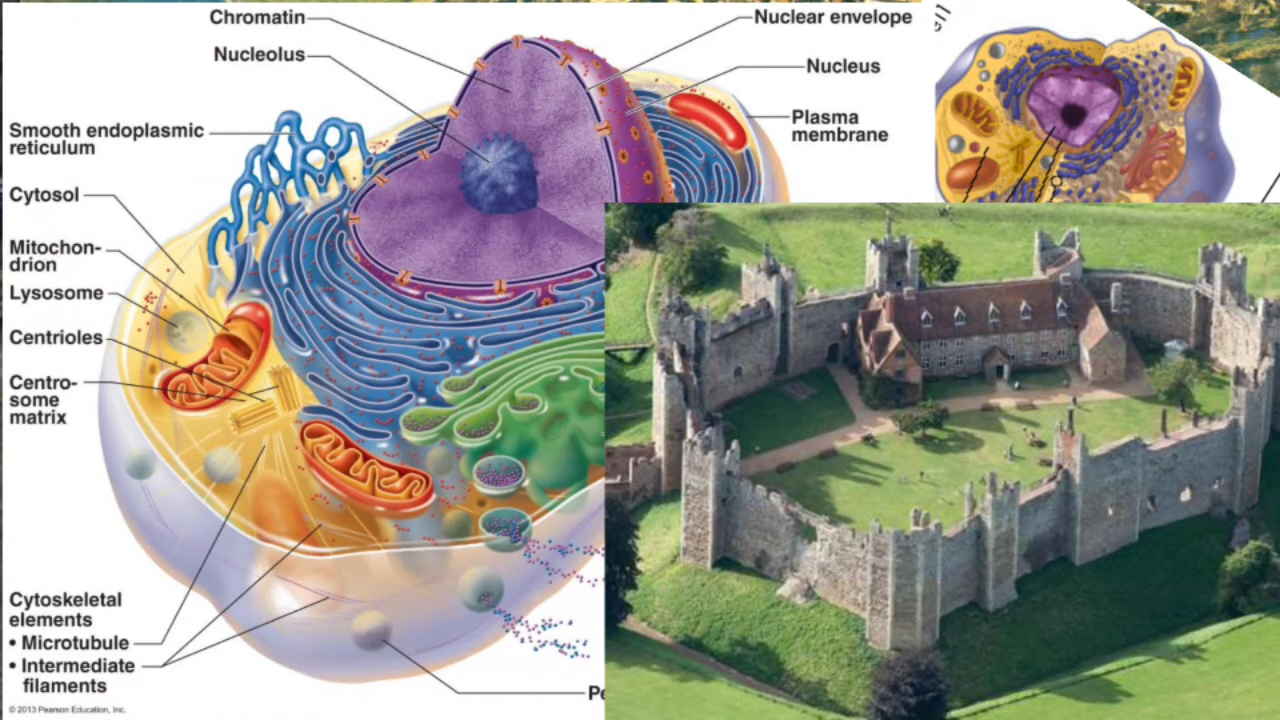 Chromatin
Nucleolus
Smooth endoplasmic
reticulum
Cytosol
Mitochon-
drion
Lysosome
Centrioles
Centro-
some
matrix
Cytoskeletal
elements
• Microtubule
• Intermediate
filaments
© 2013 Pearson Education, Inc.
Nuclear envelope
Nucleus
Plasma
membrane